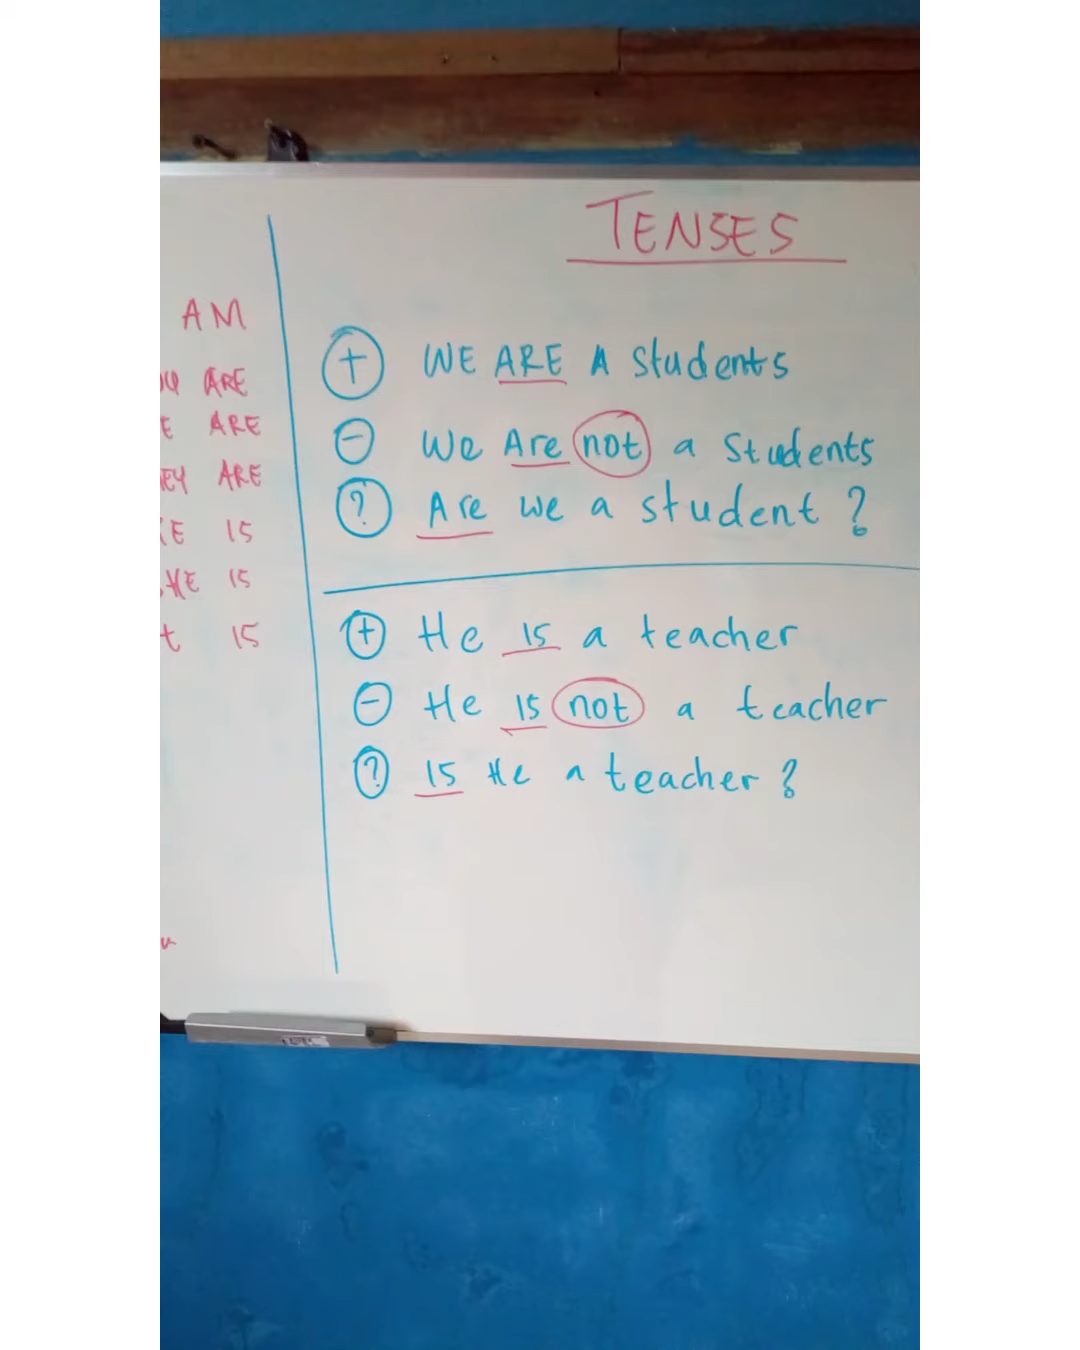 AM
ARE
ARE
ARE
IS
IS
IS
TENSES
+ WE ARE A students
- We Are not a Students
? Are we a student ?
+ He is a teacher
- He is not a teacher
? Is He a teacher ?